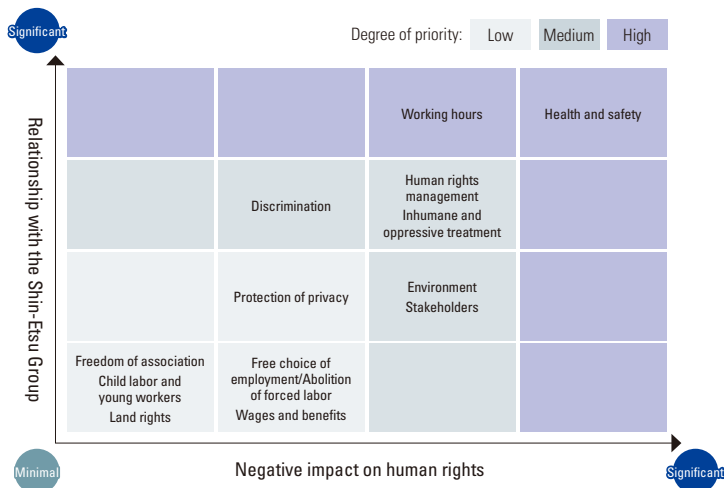 Significant
Degree of priority:
Low
Medium
High
Relationship with the Shin-Etsu Group
Working hours
Health and safety
Discrimination
Human rights
management
Inhumane and
oppressive treatment
Protection of privacy
Environment
Stakeholders
Freedom of association
Child labor and
young workers
Land rights
Free choice of
employment/Abolition
of forced labor
Wages and benefits
Minimal
Negative impact on human rights
Significant